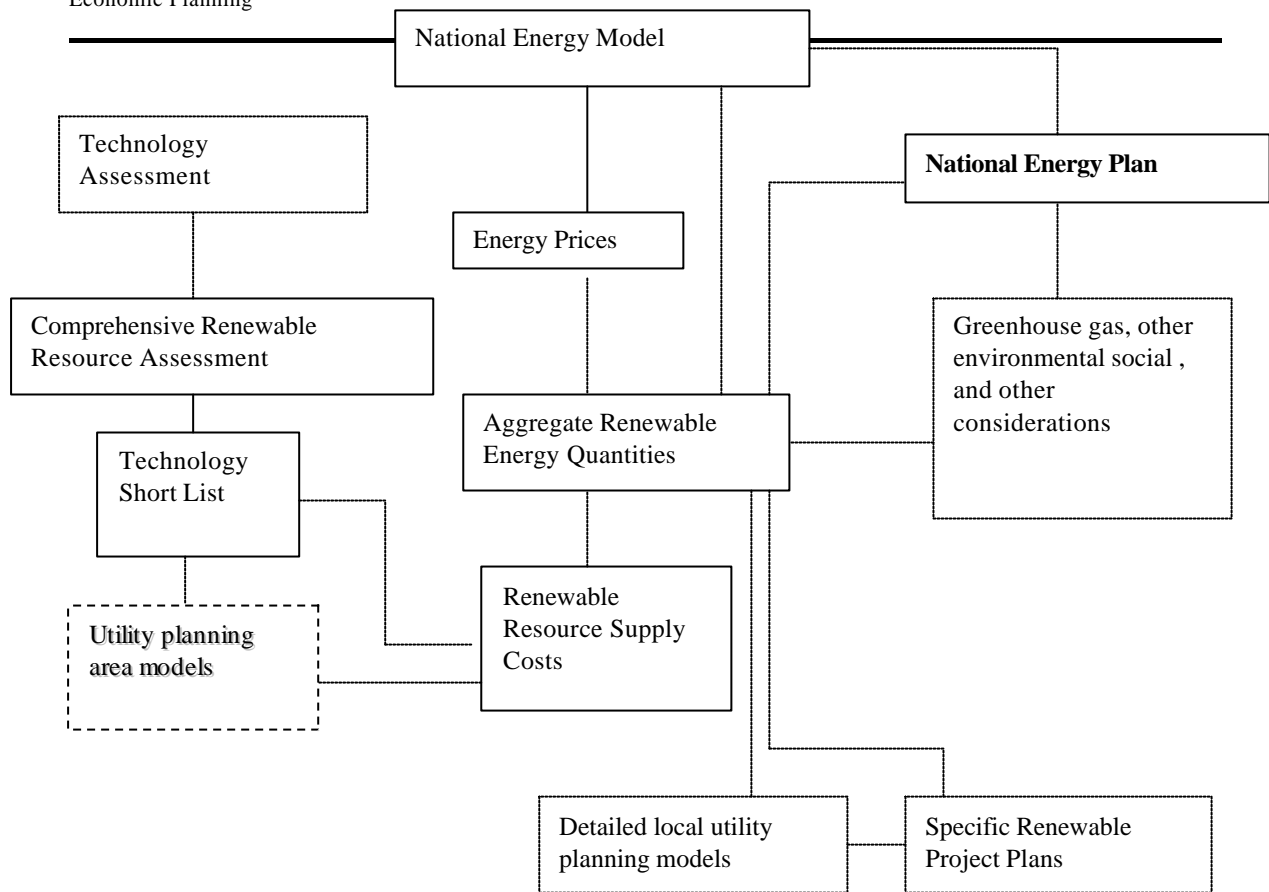 Economic Planning
National Energy Model
Technology
Assessment
National Energy Plan
Energy Prices
Comprehensive Renewable
Resource Assessment
Greenhouse gas, other
environmental social ,
and other
considerations
Aggregate Renewable
Energy Quantities
Technology
Short List
Renewable
Resource Supply
Costs
Utility planning
area models
Detailed local utility
planning models
Specific Renewable
Project Plans